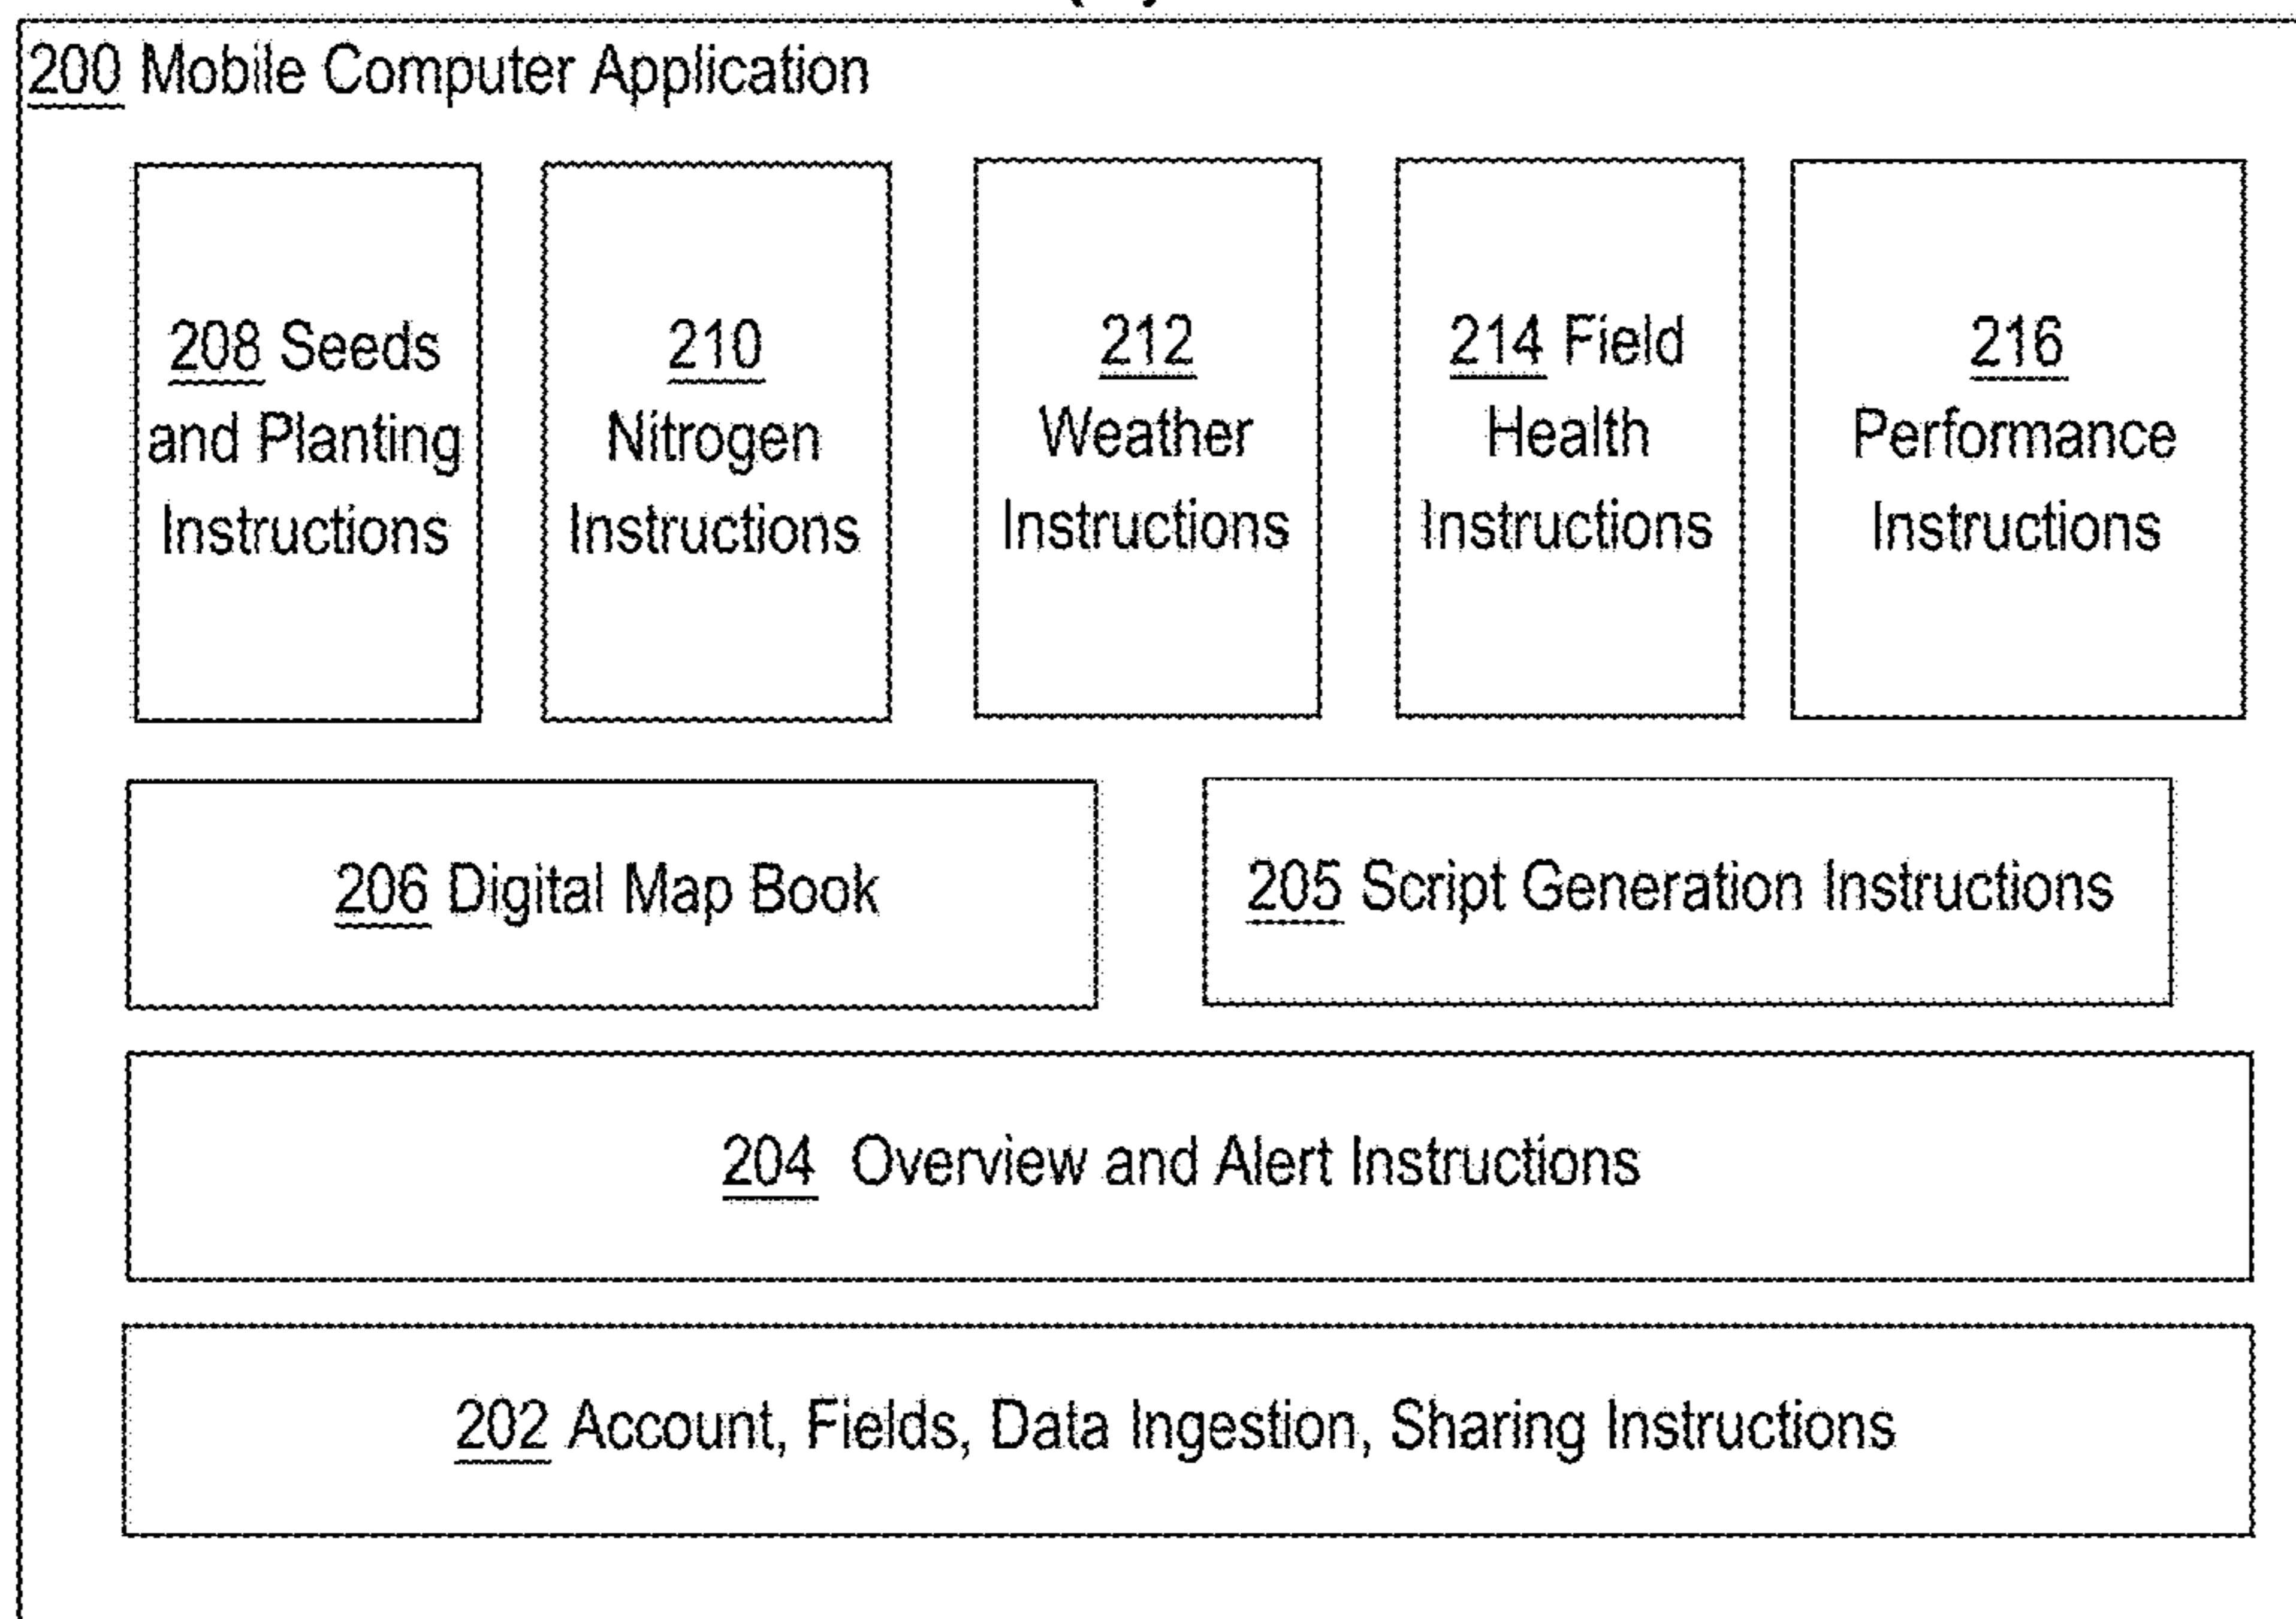 200 Mobile Computer Application
208 Seeds
and Planting
Instructions
210
Nitrogen
Instructions
212
Weather
Instructions
214 Field
Health
Instructions
216
Performance
Instructions
206 Digital Map Book
205 Script Generation Instructions
204 Overview and Alert Instructions
202 Account, Fields, Data Ingestion, Sharing Instructions